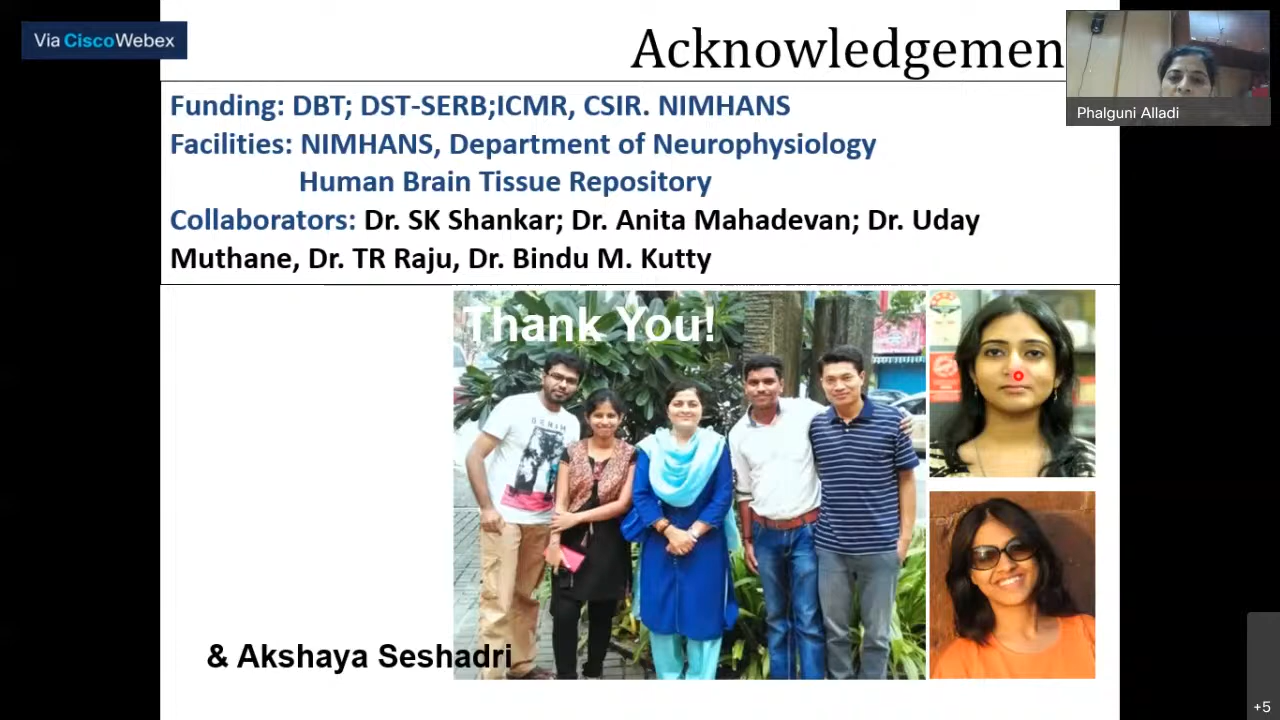 Via Cisco Webex
Acknowledgemen
Phalguni Alladi
Funding: DBT; DST-SERB;ICMR, CSIR. NIMHANS
Facilities: NIMHANS, Department of Neurophysiology
Human Brain Tissue Repository
Collaborators: Dr. SK Shankar; Dr. Anita Mahadevan; Dr. Uday
Muthane, Dr. TR Raju, Dr. Bindu M. Kutty
Thank You!
& Akshaya Seshadri
+5